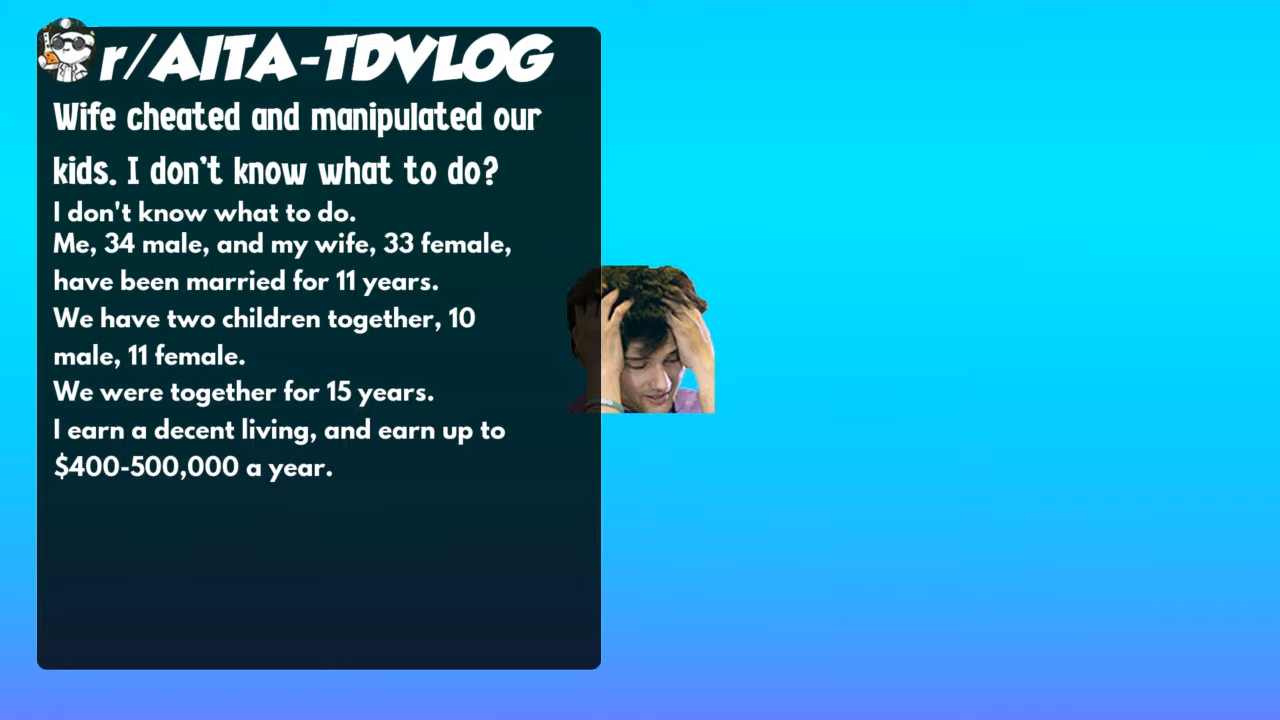 r/AITA-TDVLOG
Wife cheated and manipulated our
kids. I don't know what to do?
I don't know what to do.
Me, 34 male, and my wife, 33 female,
have been married for 11 years.
We have two children together, 10
male, 11 female.
We were together for 15 years.
I earn a decent living, and earn up to
$400-500,000 a year.